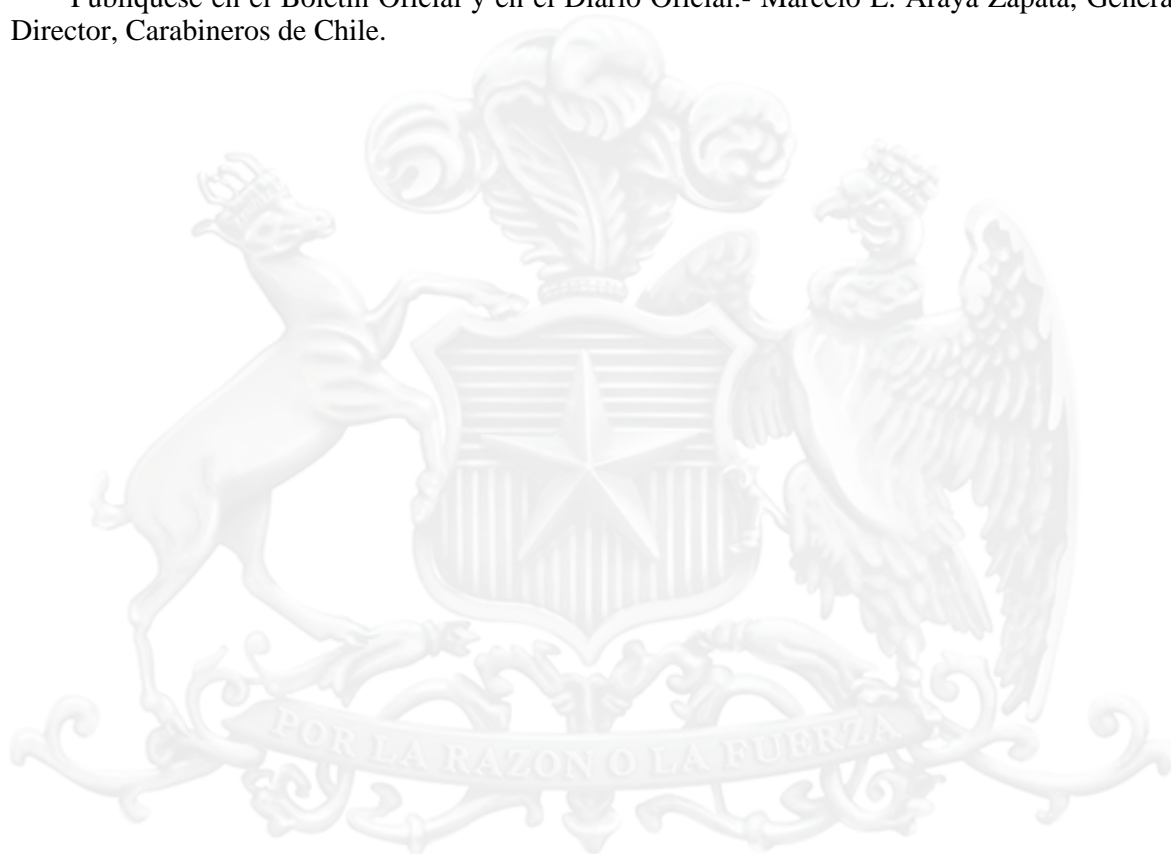 Publíquese en el Boletín Oficial y en el Diario Oficial.- Marcelo E. Araya Zapata, General
Director, Carabineros de Chile.
POR LA RAZON O LA FUERZA